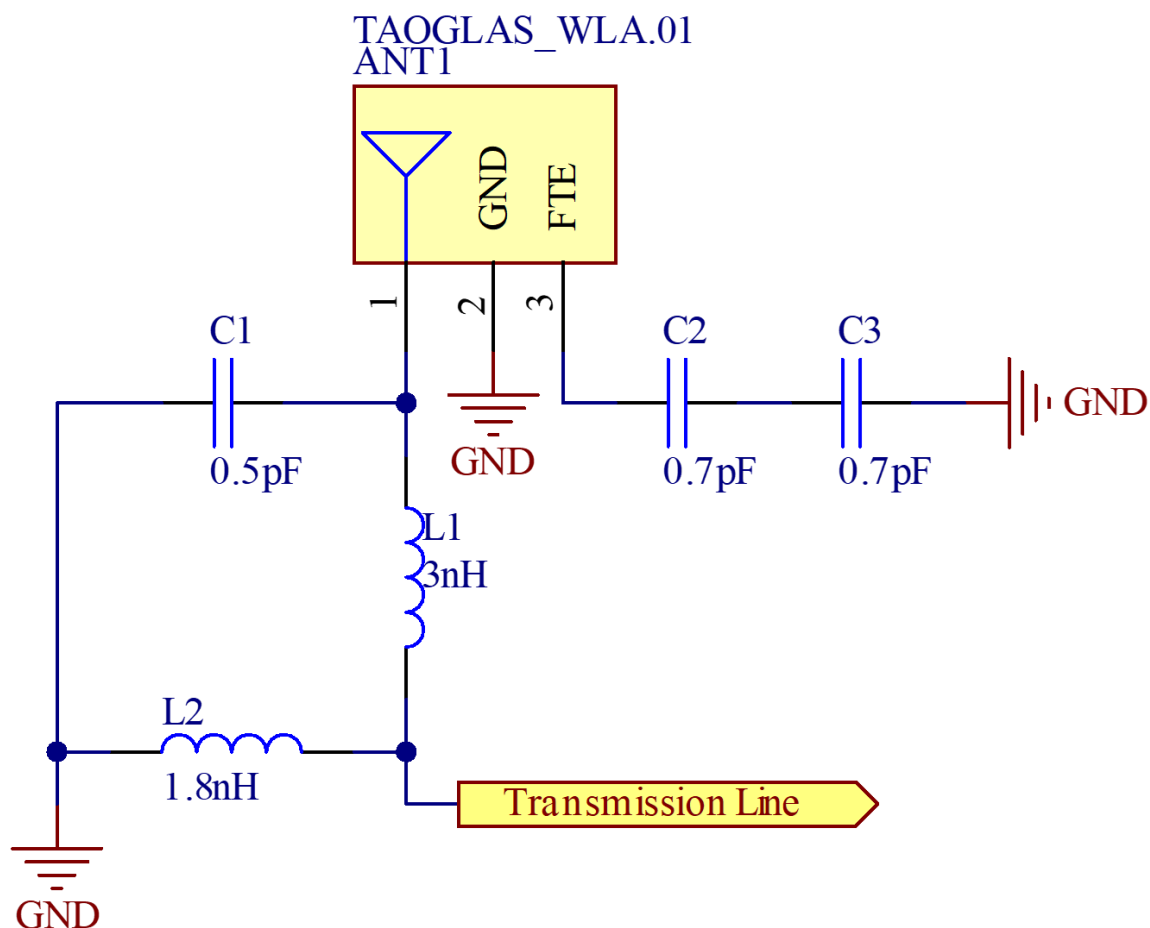 TAOGLAS_WLA.01
ANT1
GND
FTE
1
2
3
C1
0.5pF
GND
C2
0.7pF
C3
0.7pF
GND
L1
3nH
L2
1.8nH
Transmission Line
GND